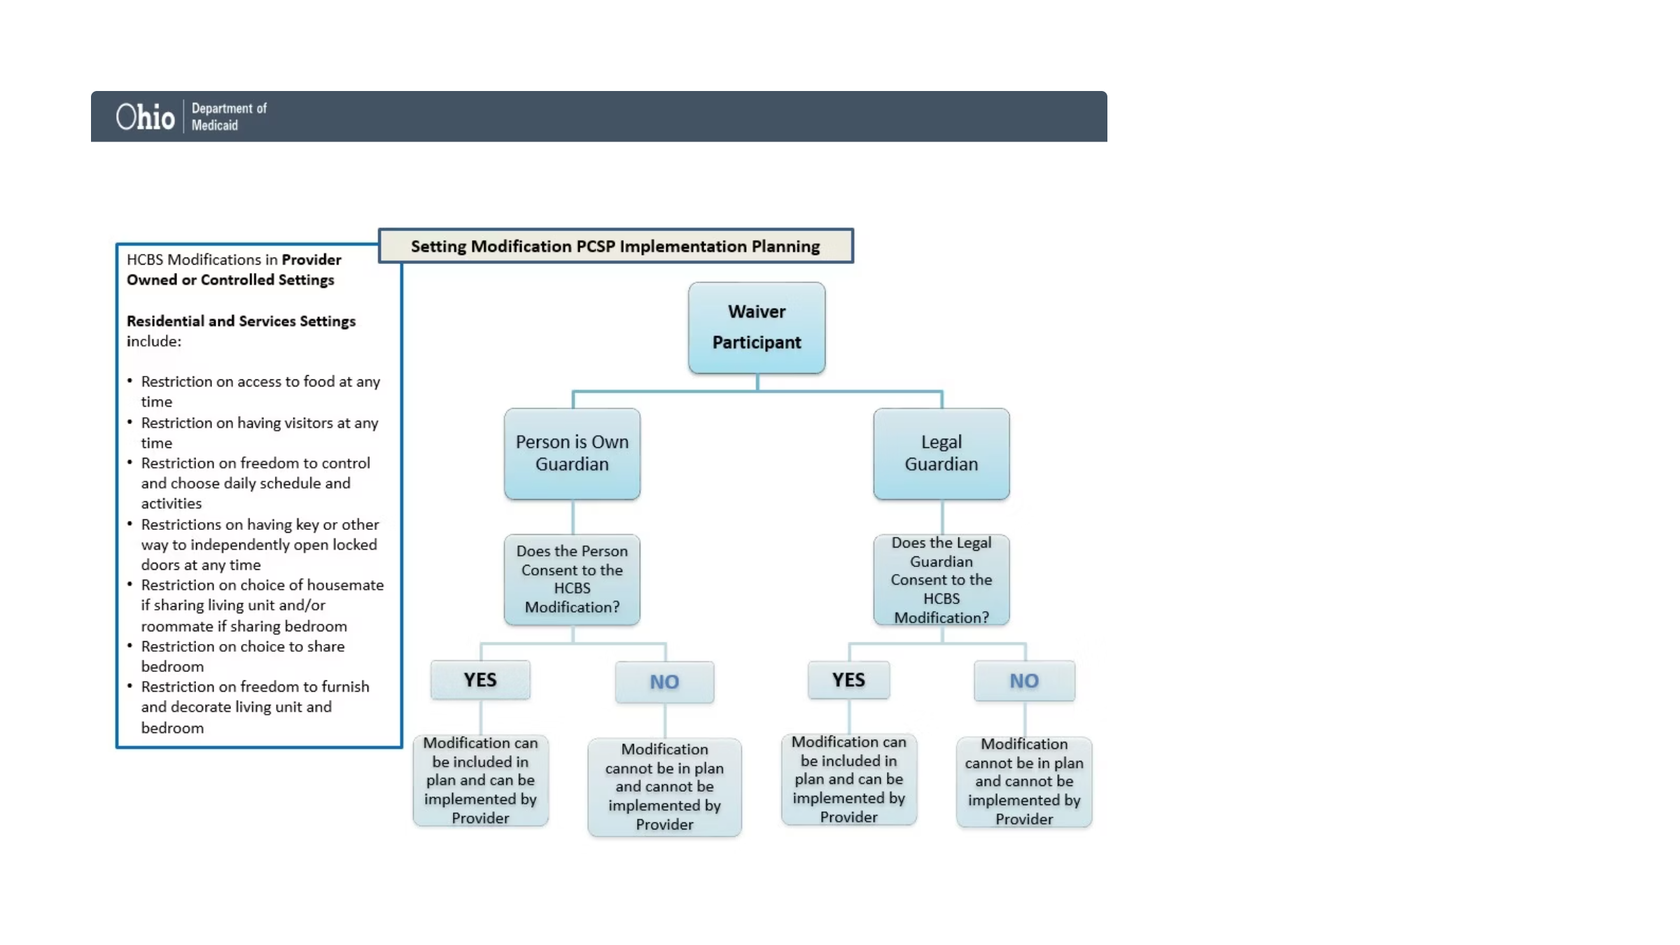 Ohio
Department of
Medicaid
Setting Modification PCSP Implementation Planning
HCBS Modifications in Provider
Owned or Controlled Settings
Residential and Services Settings
include:
• Restriction on access to food at any
time
• Restriction on having visitors at any
time
• Restriction on freedom to control
and choose daily schedule and
activities
• Restrictions on having key or other
way to independently open locked
doors at any time
• Restriction on choice of housemate
if sharing living unit and/or
roommate if sharing bedroom
• Restriction on choice to share
bedroom
• Restriction on freedom to furnish
and decorate living unit and
bedroom
Waiver
Participant
Person is Own
Guardian
Legal
Guardian
Does the Person
Consent to the
HCBS
Modification?
Does the Legal
Guardian
Consent to the
HCBS
Modification?
YES
NO
YES
NO
Modification can
be included in
plan and can be
implemented by
Provider
Modification
cannot be in plan
and cannot be
implemented by
Provider
Modification can
be included in
plan and can be
implemented by
Provider
Modification
cannot be in plan
and cannot be
implemented by
Provider